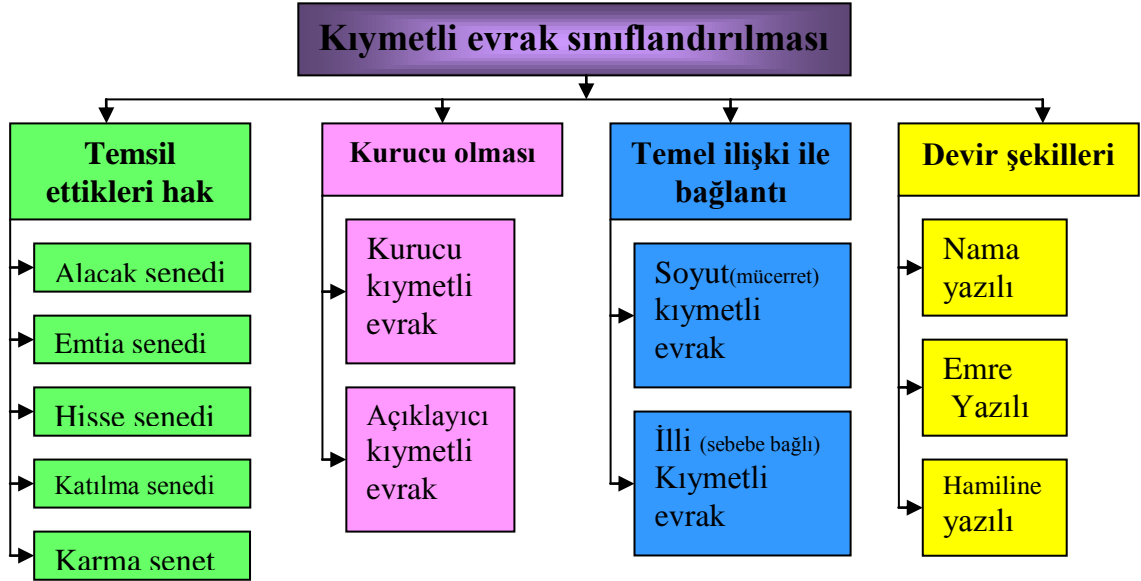 Kıymetli evrak sınıflandırılması
Temsil
ettikleri hak
Alacak senedi
Emtia senedi
Hisse senedi
Katılma senedi
Karma senet
Kurucu olması
Kurucu
kıymetli
evrak
Açıklayıcı
kıymetli
evrak
Temel ilişki ile
bağlantı
Soyut(mücerret)
kıymetli
evrak
İlli (sebebe bağlı)
Kıymetli
evrak
Devir şekilleri
Nama
yazılı
Emre
Yazılı
Hamiline
yazılı